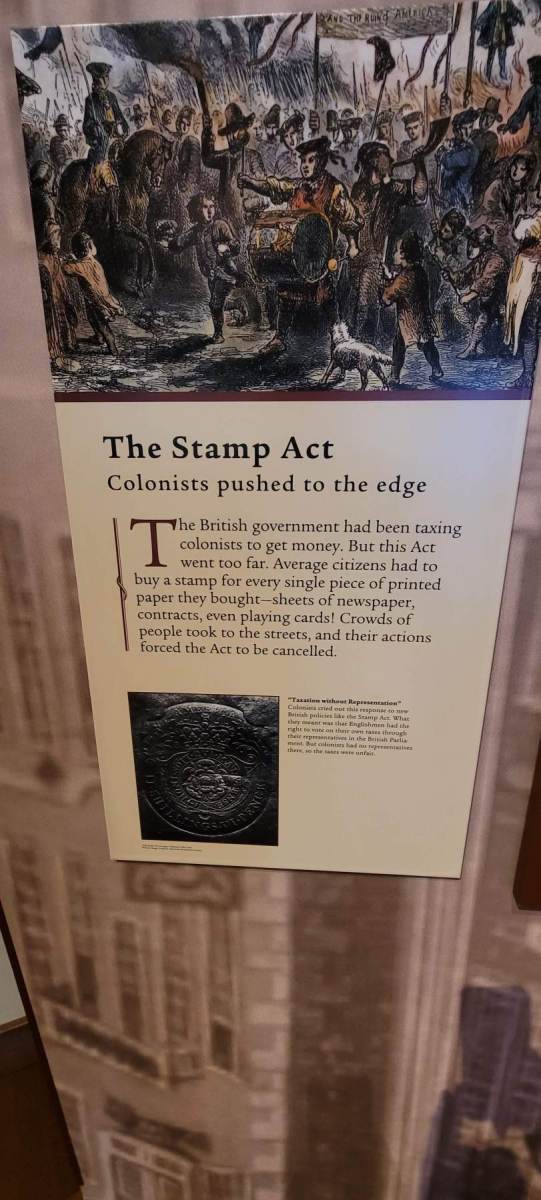 AND THE RUIN AMERICA
The Stamp Act
Colonists pushed to the edge
The British government had been taxing
colonists to get money. But this Act
went too far. Average citizens had to
buy a stamp for every single piece of printed
paper they bought—sheets of newspaper,
contracts, even playing cards! Crowds of
people took to the streets, and their actions
forced the Act to be cancelled.
"Taxation without Representation"
Colonists cried out this response to new
British policies like the Stamp Act. What
they meant was that Englishmen had the
right to vote on their own taxes through
their representatives in the British Parlia-
ment. But colonists had no representatives
there, so the taxes were unfair.
SHILLINGS